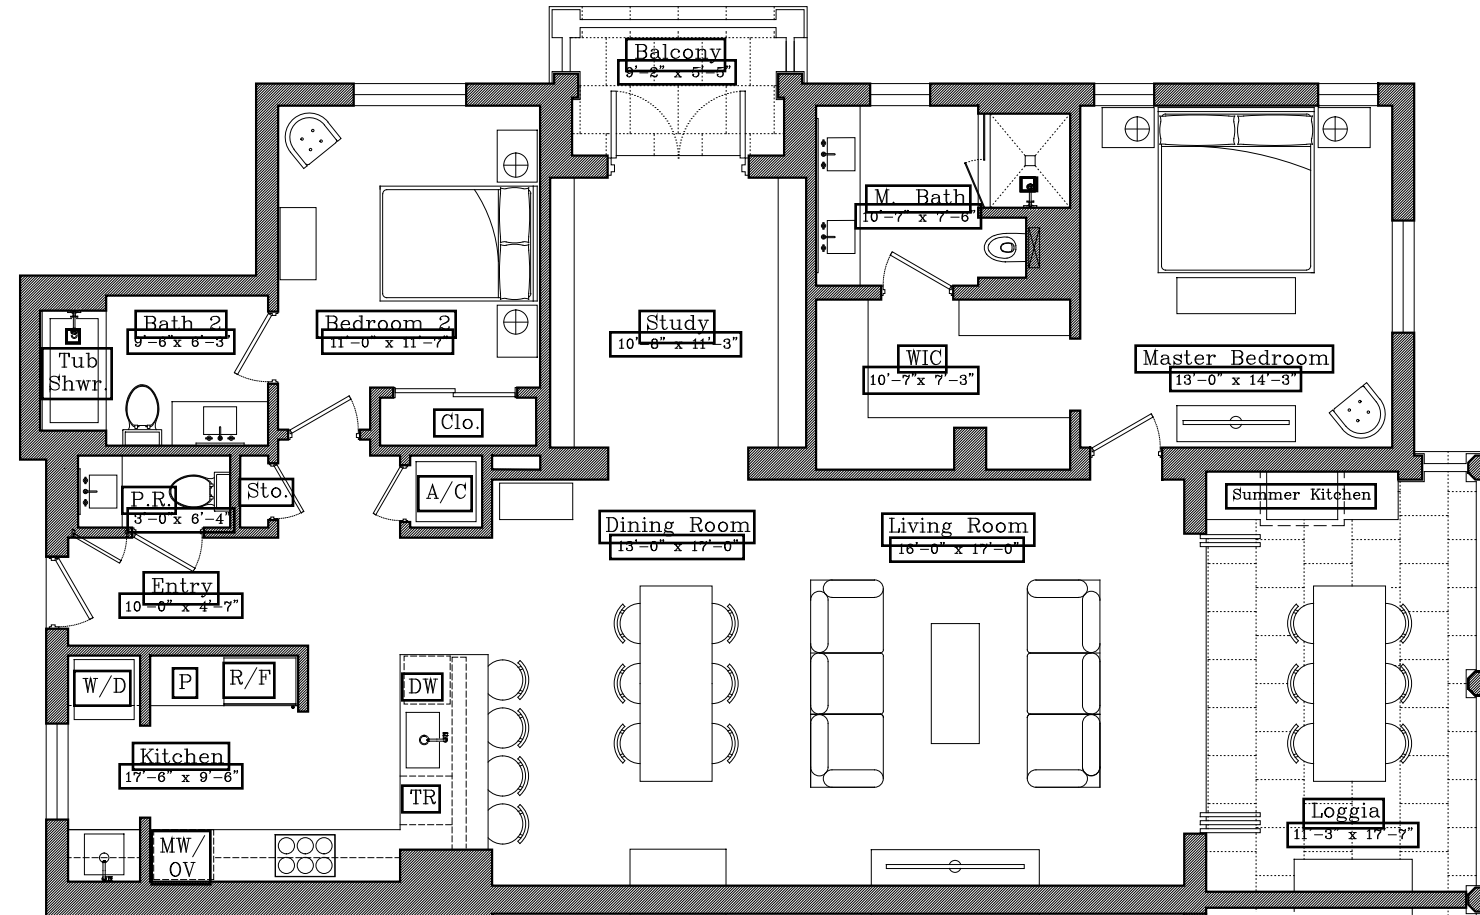 Balcony
9'-2" x 5'-5"
M. Bath
10'-7" x 7'-6"
Bath 2
9'-6"x 6'-3"
Bedroom 2
11'-0" x 11'-7"
Study
10'-8" x 11'-3"
Tub
Shwr.
WIC
10'-7"x 7'-3"
Master Bedroom
13'-0" x 14'-3"
Clo.
P.R.
3'-0 x 6'-4"
Sto.
A/C
Summer Kitchen
Dining Room
13'-0" x 17'-0"
Living Room
16'-0" x 17'-0"
Entry
10'-0" x 4'-7"
W/D
P
R/F
DW
Kitchen
17'-6" x 9'-6"
TR
Loggia
11'-3" x 17'-7"
MW/
OV